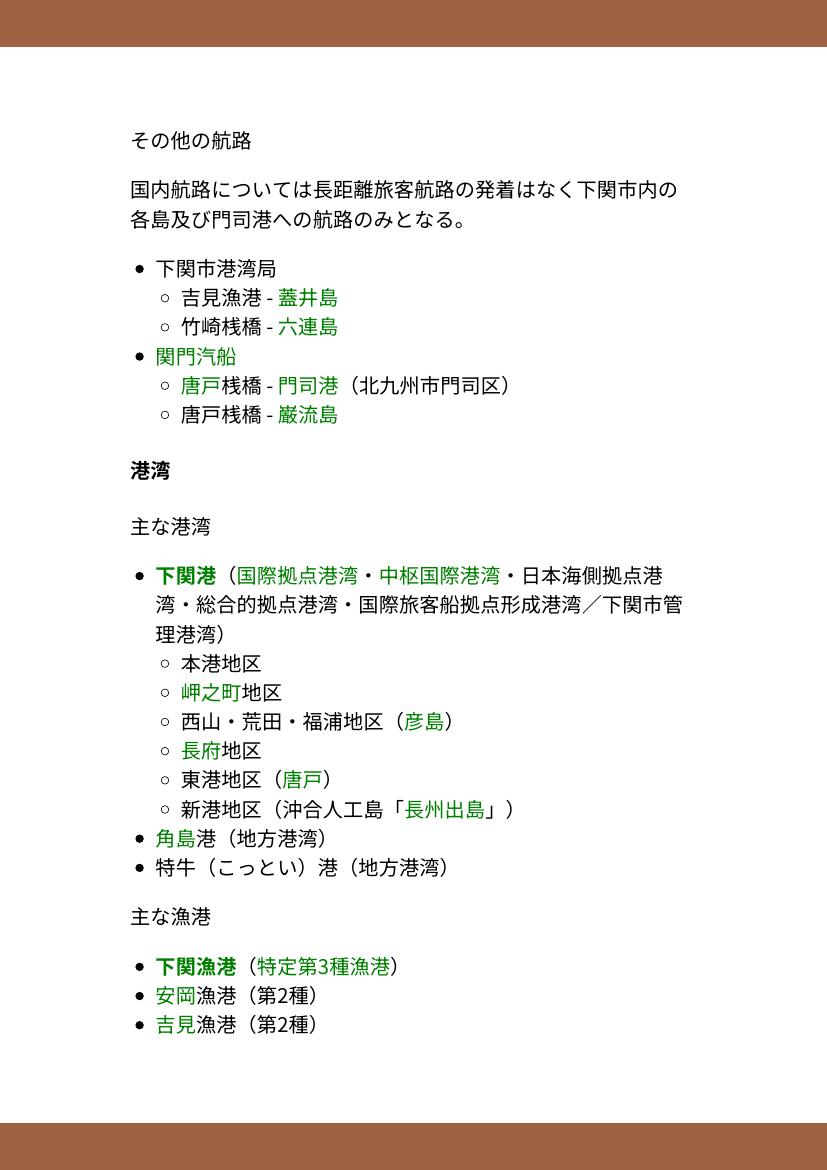 その他の航路
国内航路については長距離旅客航路の発着はなく下関市内の
各島及び門司港への航路のみとなる。
下関市港湾局
吉見漁港 - 蓋井島
竹崎桟橋 - 六連島
関門汽船
唐戸桟橋 - 門司港（北九州市門司区）
唐戸桟橋 - 巌流島
港湾
主な港湾
下関港（国際拠点港湾・中枢国際港湾・日本海側拠点港
湾・総合的拠点港湾・国際旅客船拠点形成港湾／下関市管
理港湾）
本港地区
岬之町地区
西山・荒田・福浦地区（彦島）
長府地区
東港地区（唐戸）
新港地区（沖合人工島「長州出島」）
角島港（地方港湾）
特牛（こっとい）港（地方港湾）
主な漁港
下関漁港（特定第3種漁港）
安岡漁港（第2種）
吉見漁港（第2種）